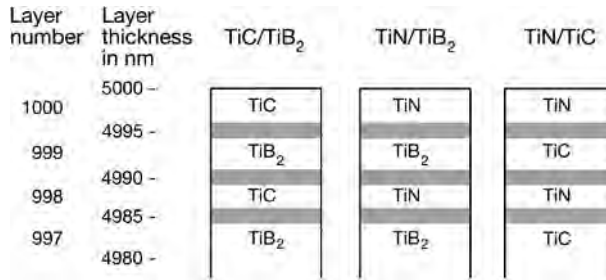 Layer number
Layer thickness in nm
TiC/TiB₂
TiN/TiB₂
TiN/TiC
5000 -
1000
TiC
TiN
TiN
4995 -
999
TiB₂
TiB₂
TiC
4990 -
998
TiC
TiN
TiN
4985 -
997
TiB₂
TiB₂
TiC
4980 -